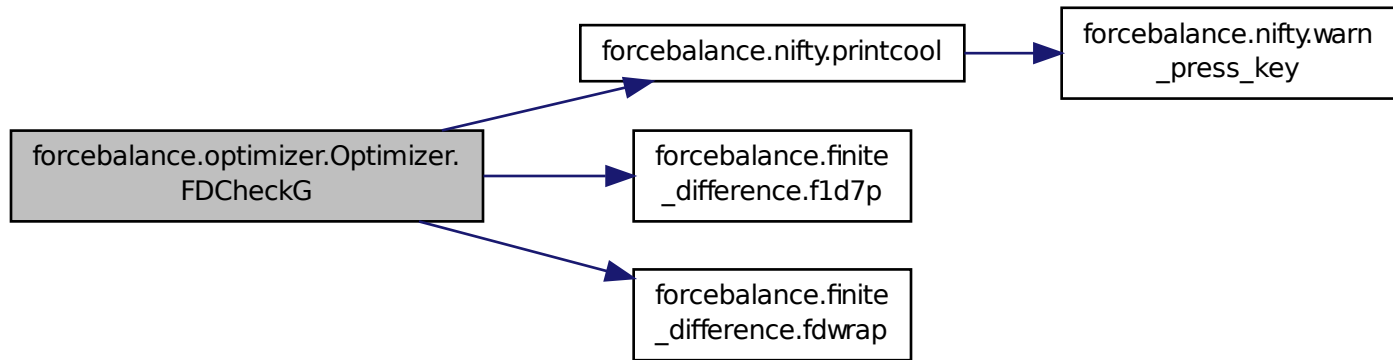 forcebalance.optimizer.Optimizer.
FDCheckG
forcebalance.nifty.printcool
forcebalance.nifty.warn
_press_key
forcebalance.finite
_difference.f1d7p
forcebalance.finite
_difference.fdwrap